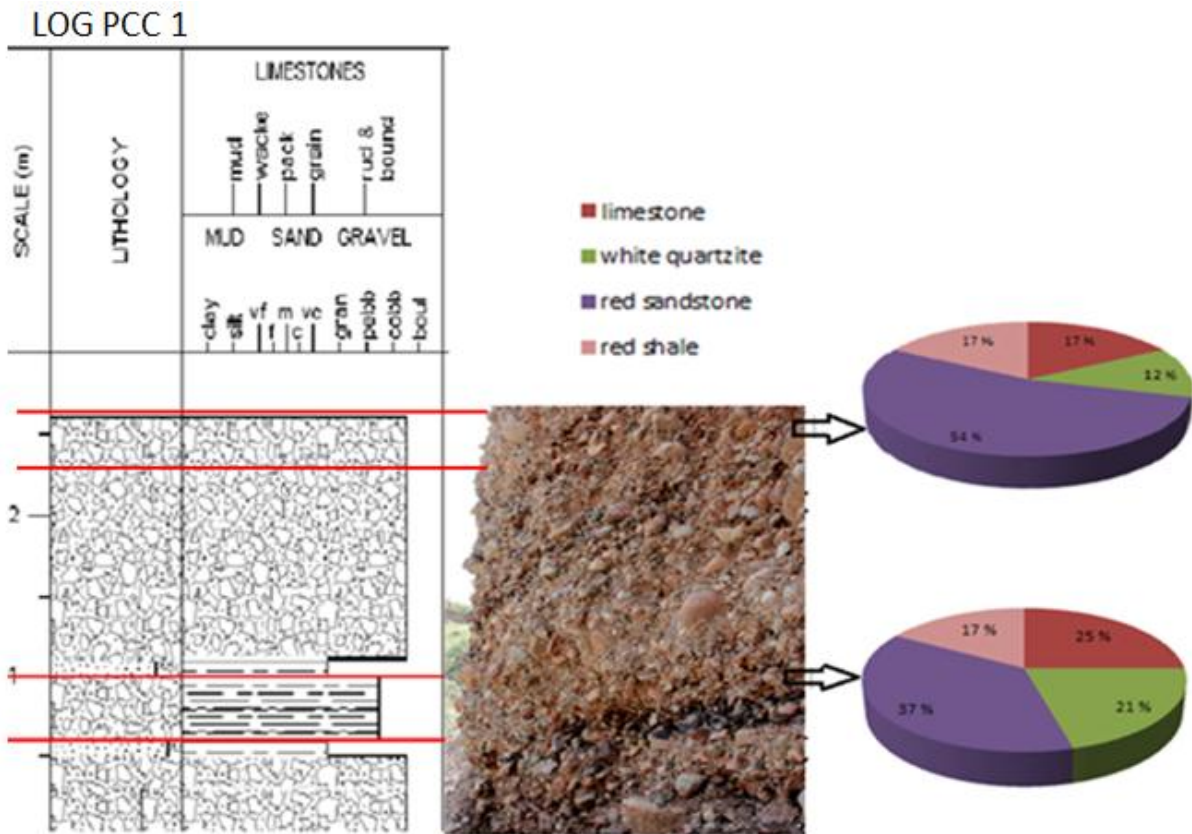 LOG PCC 1
SCALE (m)
LITHOLOGY
LIMESTONES
mud
wacke
pack
grain
rud &
bound
MUD SAND GRAVEL
clay
silt
vf
f
m
c
vc
gran
pebb
cobb
boul
2
1
limestone
white quartzite
red sandstone
red shale
17 %
17 %
12 %
54 %
17 %
25 %
37 %
21 %